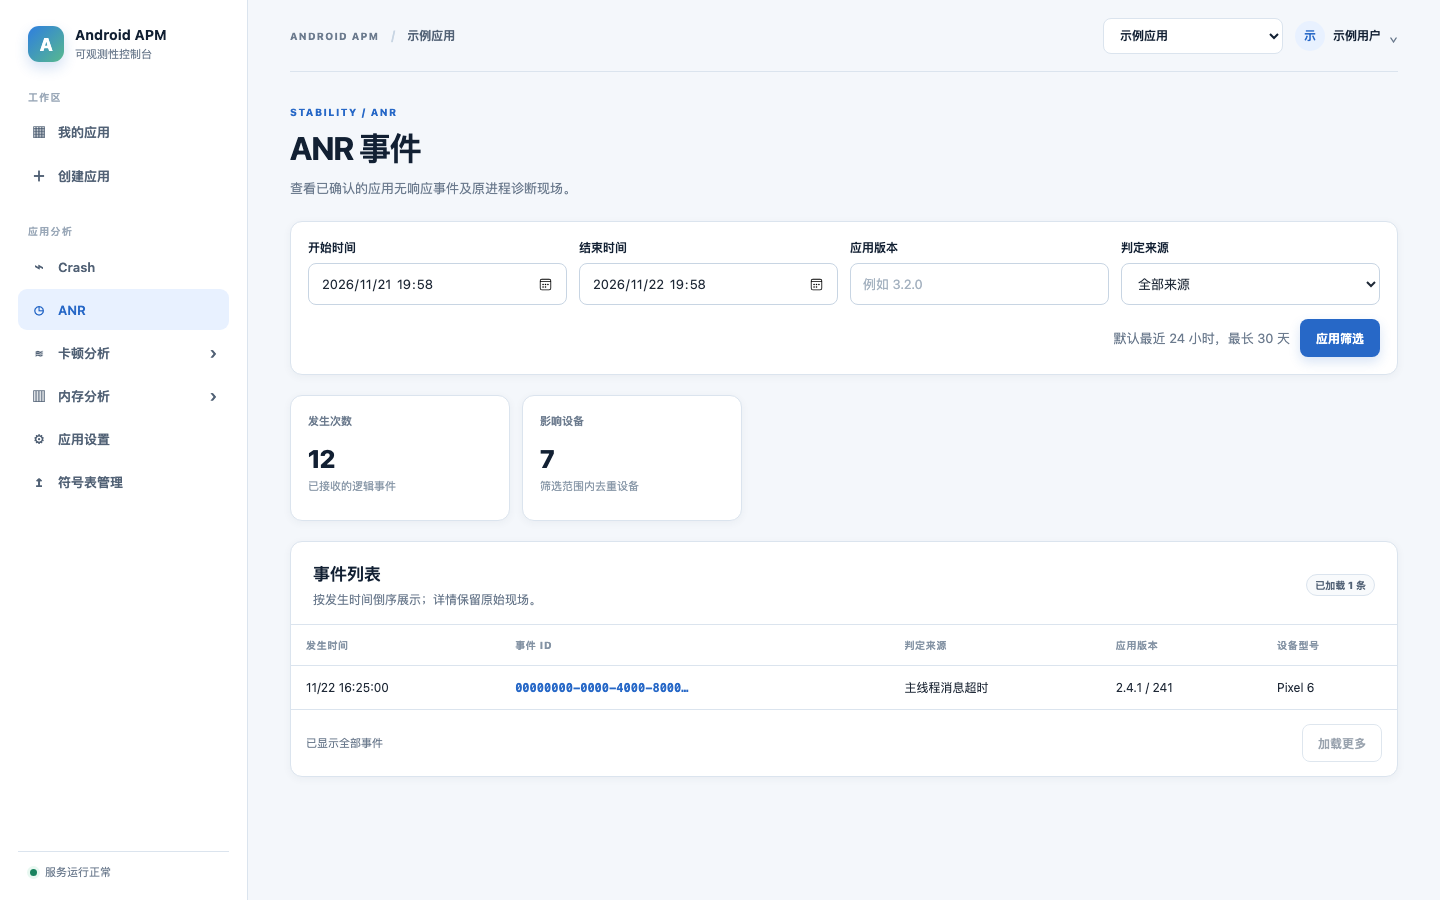 A
Android APM
可观测性控制台
工作区
我的应用
创建应用
应用分析
Crash
ANR
卡顿分析
内存分析
应用设置
符号表管理
服务运行正常
ANDROID APM / 示例应用
示例应用
示 示例用户
STABILITY / ANR
ANR 事件
查看已确认的应用无响应事件及原进程诊断现场。
开始时间 结束时间 应用版本 判定来源
2026/11/21 19:58 2026/11/22 19:58 例如 3.2.0 全部来源
默认最近 24 小时，最长 30 天 应用筛选
发生次数
12
已接收的逻辑事件
影响设备
7
筛选范围内去重设备
事件列表
按发生时间倒序展示；详情保留原始现场。
已加载 1 条
发生时间 事件 ID 判定来源 应用版本 设备型号
11/22 16:25:00 00000000-0000-4000-8000… 主线程消息超时 2.4.1 / 241 Pixel 6
已显示全部事件 加载更多